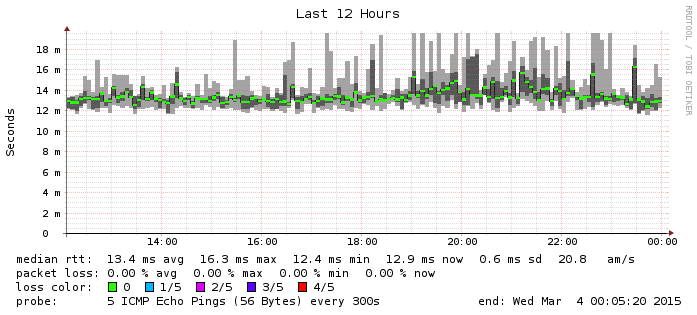 Last 12 Hours
RRDTOOL / TOBI OETIKER
Seconds
18 m
16 m
14 m
12 m
10 m
8 m
6 m
4 m
2 m
0
14:00 16:00 18:00 20:00 22:00 00:00
median rtt: 13.4 ms avg 16.3 ms max 12.4 ms min 12.9 ms now 0.6 ms sd 20.8 am/s
packet loss: 0.00 % avg 0.00 % max 0.00 % min 0.00 % now
loss color: 0 1/5 2/5 3/5 4/5
probe: 5 ICMP Echo Pings (56 Bytes) every 300s end: Wed Mar 4 00:05:20 2015